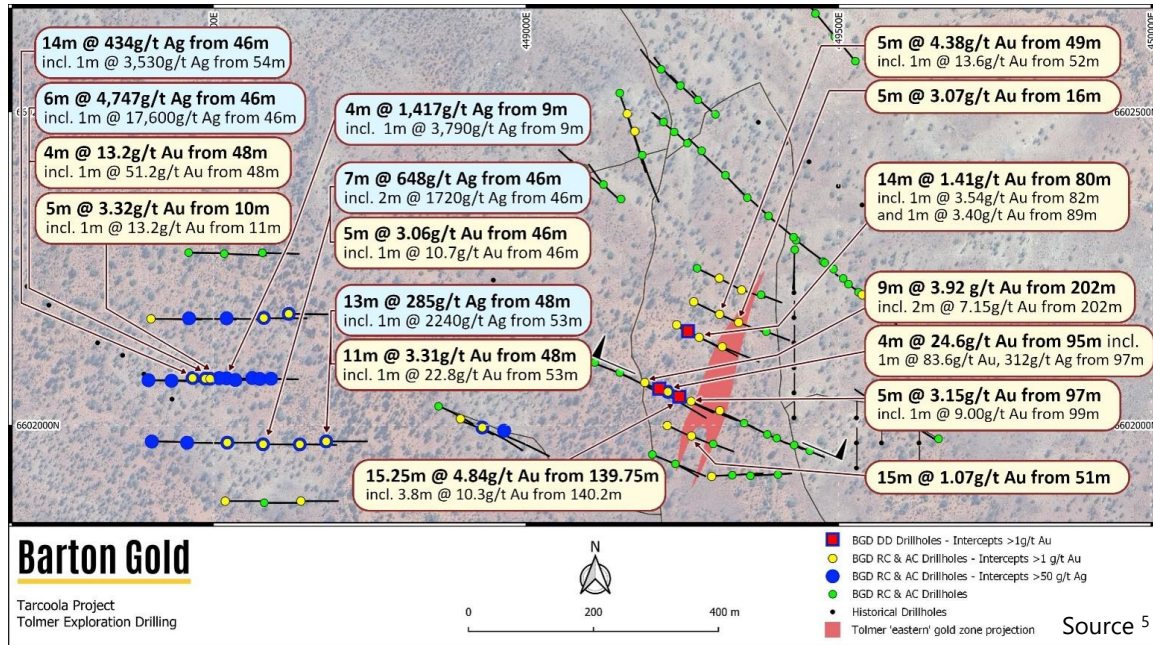 449000E
449500E
450000E
14m @ 434g/t Ag from 46m
incl. 1m @ 3,530g/t Ag from 54m
6m @ 4,747g/t Ag from 46m
incl. 1m @ 17,600g/t Ag from 46m
4m @ 13.2g/t Au from 48m
incl. 1m @ 51.2g/t Au from 48m
5m @ 3.32g/t Au from 10m
incl. 1m @ 13.2g/t Au from 11m
4m @ 1,417g/t Ag from 9m
incl. 1m @ 3,790g/t Ag from 9m
7m @ 648g/t Ag from 46m
incl. 2m @ 1720g/t Ag from 46m
5m @ 3.06g/t Au from 46m
incl. 1m @ 10.7g/t Au from 46m
13m @ 285g/t Ag from 48m
incl. 1m @ 2240g/t Ag from 53m
11m @ 3.31g/t Au from 48m
incl. 1m @ 22.8g/t Au from 53m
15.25m @ 4.84g/t Au from 139.75m
incl. 3.8m @ 10.3g/t Au from 140.2m
5m @ 4.38g/t Au from 49m
incl. 1m @ 13.6g/t Au from 52m
5m @ 3.07g/t Au from 16m
6602500N
14m @ 1.41g/t Au from 80m
incl. 1m @ 3.54g/t Au from 82m
and 1m @ 3.40g/t Au from 89m
9m @ 3.92 g/t Au from 202m
incl. 2m @ 7.15g/t Au from 202m
4m @ 24.6g/t Au from 95m incl.
1m @ 83.6g/t Au, 312g/t Ag from 97m
5m @ 3.15g/t Au from 97m
incl. 1m @ 9.00g/t Au from 99m
6602000N
6602000N
15m @ 1.07g/t Au from 51m
Barton Gold
Tarcoola Project
Tolmer Exploration Drilling
N
0 200 400 m
BGD DD Drillholes - Intercepts >1g/t Au
BGD RC & AC Drillholes - Intercepts >1 g/t Au
BGD RC & AC Drillholes - Intercepts >50 g/t Ag
BGD RC & AC Drillholes
Historical Drillholes
Tolmer 'eastern' gold zone projection
Source 5